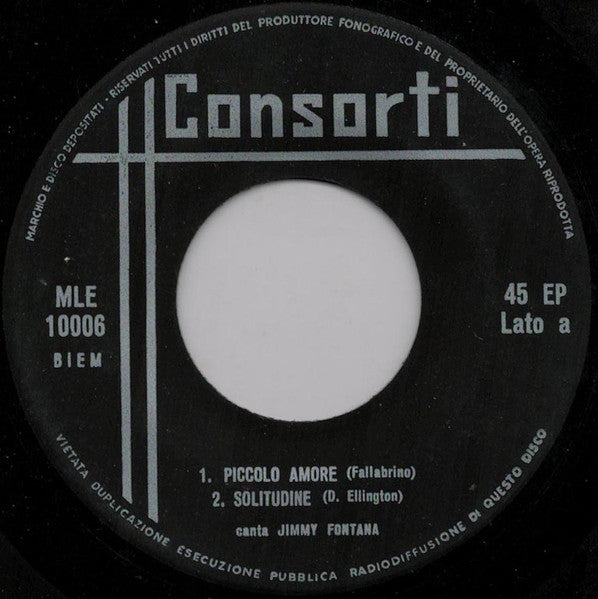 MARCHIO E DISCO DEPOSITATI - RISERVATI TUTTI I DIRITTI DEL PRODUTTORE FONOGRAFICO E DEL PROPRIETARIO DELL'OPERA RIPRODOTTA
Consorti
MLE
10006
BIEM
45 EP
Lato a
1. PICCOLO AMORE (Fallabrino)
2. SOLITUDINE (D. Ellington)
canta JIMMY FONTANA
VIETATA DUPLICAZIONE ESECUZIONE PUBBLICA RADIODIFFUSIONE DI QUESTO DISCO